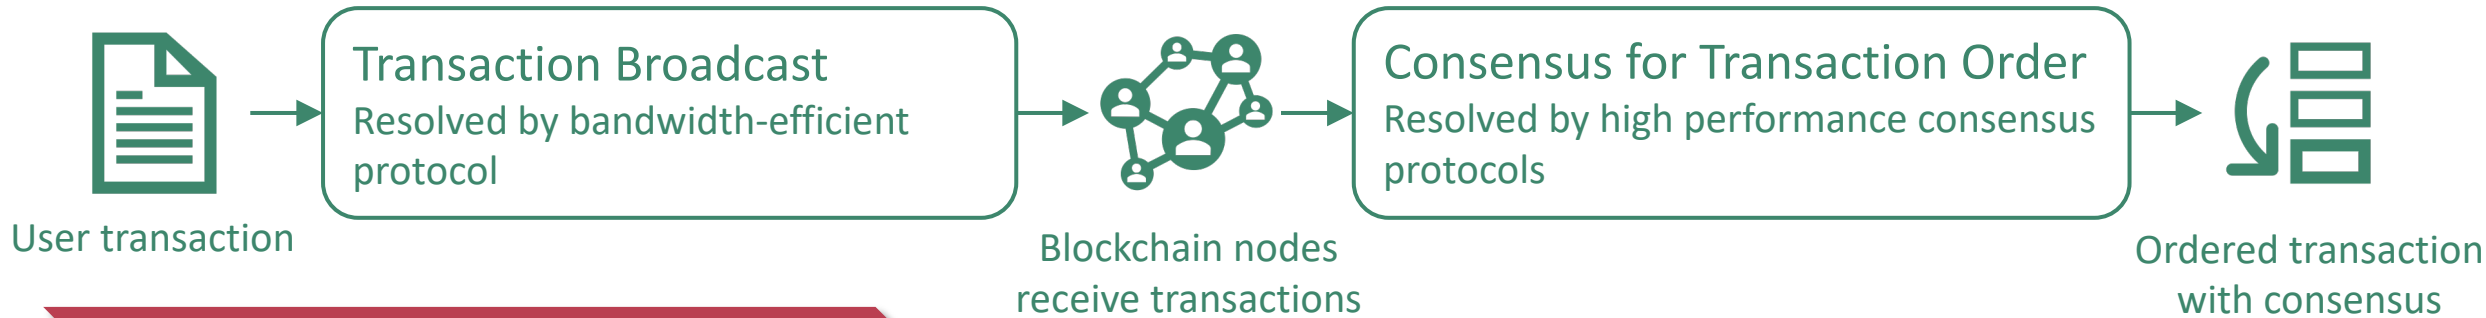 User transaction
Transaction Broadcast
Resolved by bandwidth-efficient
protocol
Blockchain nodes
receive transactions
Consensus for Transaction Order
Resolved by high performance consensus
protocols
Ordered transaction
with consensus